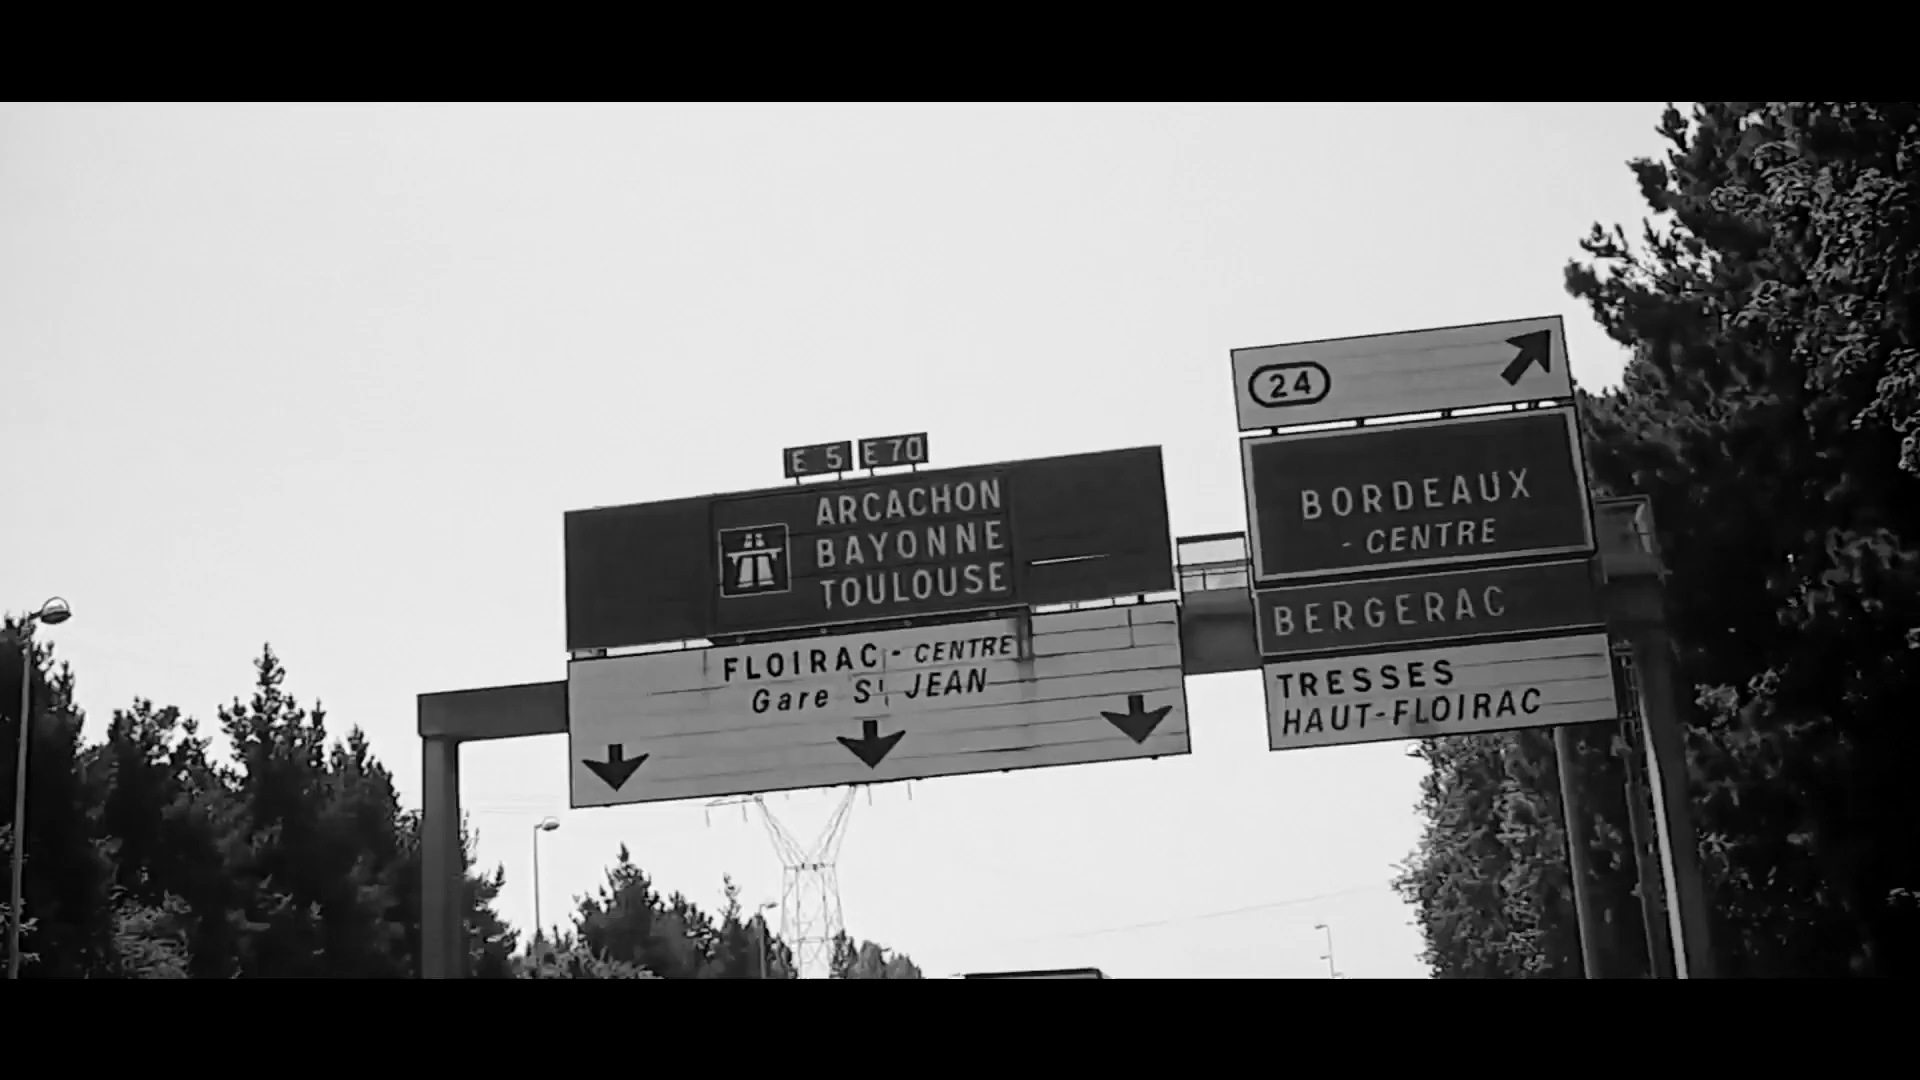 E 5 E 70
ARCACHON
BAYONNE
TOULOUSE
FLOIRAC - CENTRE
Gare St JEAN
24
BORDEAUX
- CENTRE
BERGERAC
TRESSES
HAUT-FLOIRAC